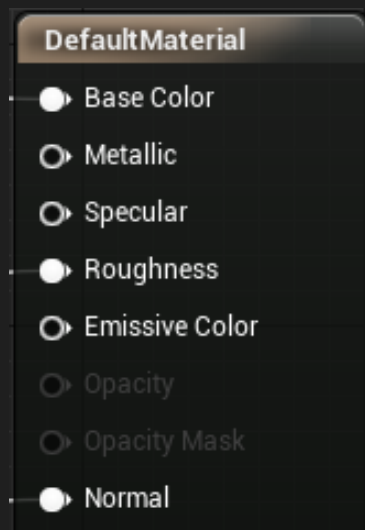 DefaultMaterial
Base Color
Metallic
Specular
Roughness
Emissive Color
Opacity
Opacity Mask
Normal